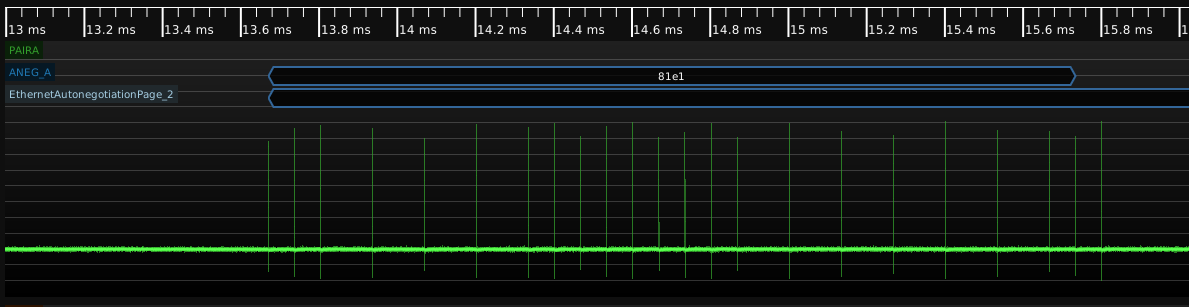 13 ms 13.2 ms 13.4 ms 13.6 ms 13.8 ms 14 ms 14.2 ms 14.4 ms 14.6 ms 14.8 ms 15 ms 15.2 ms 15.4 ms 15.6 ms 15.8 ms
PAIRA
ANEG_A 81e1
EthernetAutonegotiationPage_2